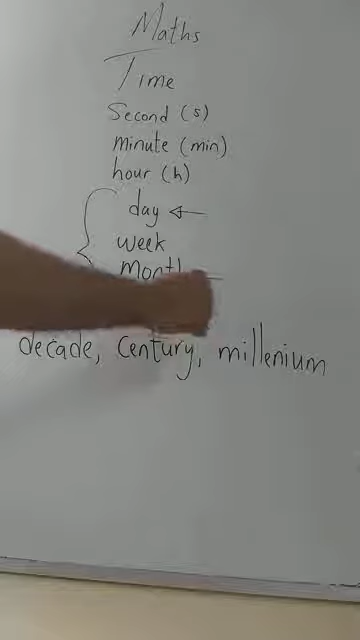 Maths
Time
Second (s)
minute (min)
hour (h)
day
week
month
decade, century, millenium